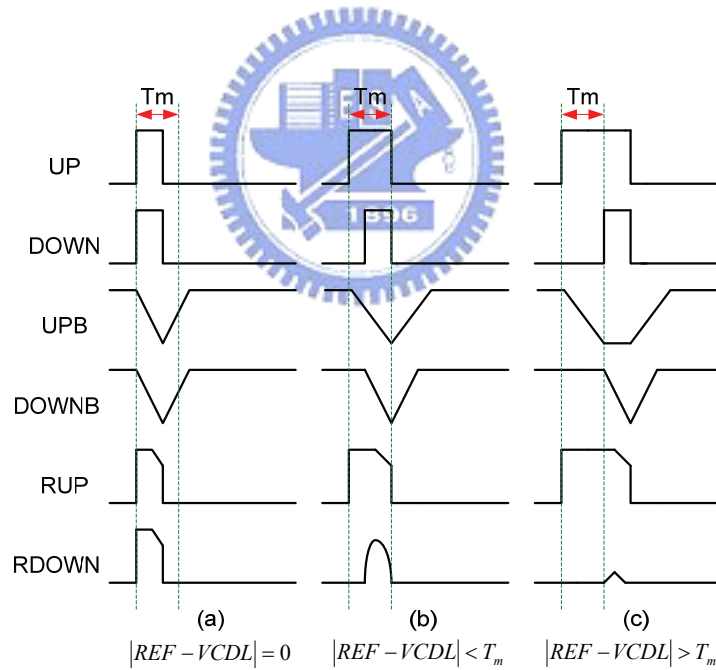 Tm Tm Tm
UP
DOWN
UPB
DOWNB
RUP
RDOWN
(a) (b) (c)
|REF − VCDL| = 0 |REF − VCDL| < Tm |REF − VCDL| > Tm
E A
1896